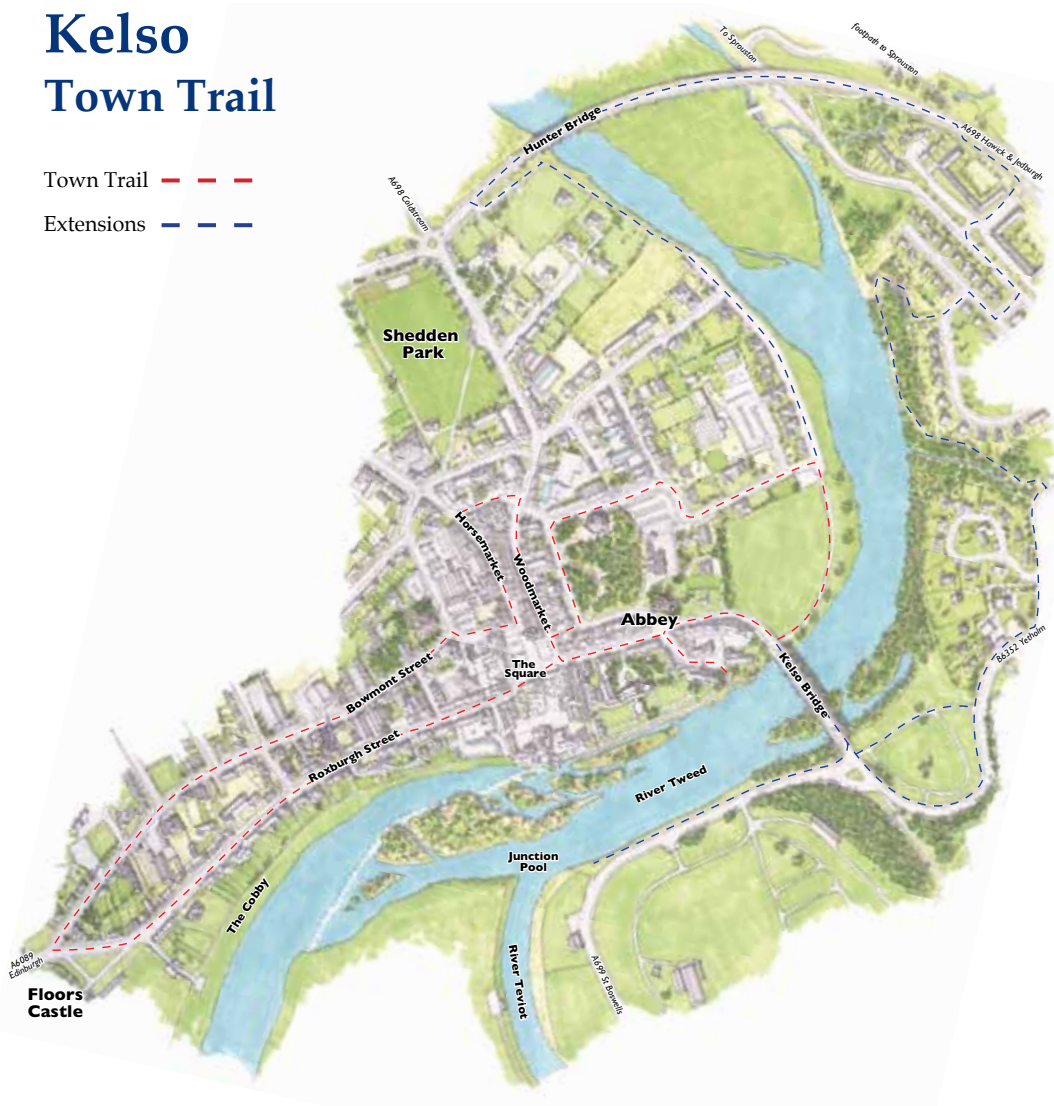 Kelso
Town Trail
Town Trail
Extensions
To Sprouston
footpath to Sprouston
Hunter Bridge
A698 Hawick & Jedburgh
A698 Coldstream
Shedden
Park
Horsemarket
Woodmarket
Abbey
The
Square
Bowmont Street
Roxburgh Street
Kelso Bridge
B6352 Yetholm
River Tweed
Junction
Pool
The Cobby
River Teviot
A699 St Boswells
A6089
Edinburgh
Floors
Castle